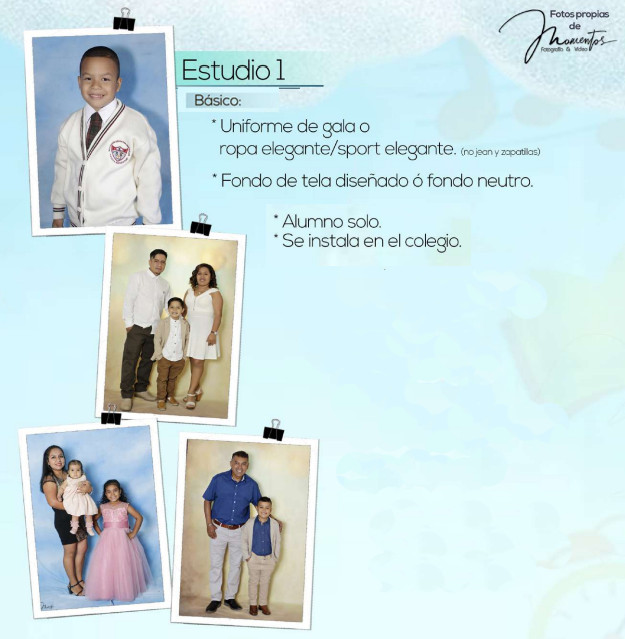 Fotos propias
de
Momentos
Fotografía & Video
Estudio 1
Básico:
* Uniforme de gala o
ropa elegante/sport elegante. (no jean y zapatillas)
* Fondo de tela diseñado ó fondo neutro.
* Alumno solo.
* Se instala en el colegio.